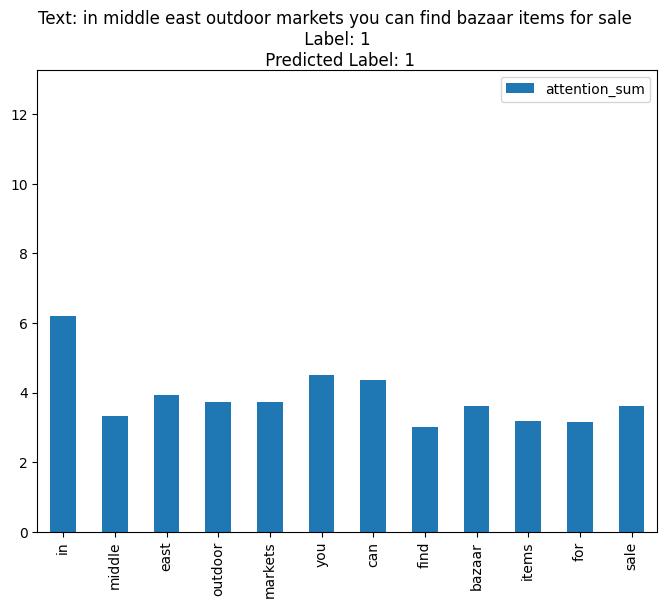 Text: in middle east outdoor markets you can find bazaar items for sale
Label: 1
Predicted Label: 1
attention_sum
12
10
8
6
4
2
0
in
middle
east
outdoor
markets
you
can
find
bazaar
items
for
sale